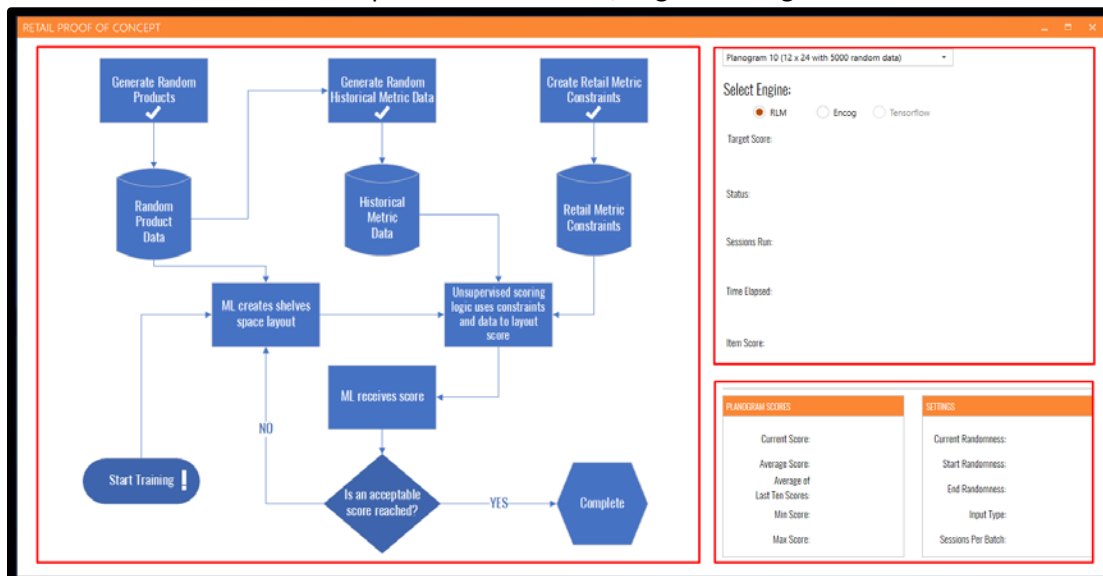 RETAIL PROOF OF CONCEPT
Generate Random
Products
Generate Random
Historical Metric Data
Create Retail Metric
Constraints
Random
Product
Data
Historical
Metric
Data
Retail Metric
Constraints
ML creates shelves
space layout
Unsupervised scoring
logic uses constraints
and data to layout
score
ML receives score
NO
Start Training !
Is an acceptable
score reached?
YES
Complete
Planogram 10 (12 x 24 with 5000 random data)
Select Engine:
RLM Encog Tensorflow
Target Score:
Status:
Sessions Run:
Time Elapsed:
Item Score:
PLANOGRAM SCORES
Current Score:
Average Score:
Average of
Last Ten Scores:
Min Score:
Max Score:
SETTINGS
Current Randomness:
Start Randomness:
End Randomness:
Input Type:
Sessions Per Batch: